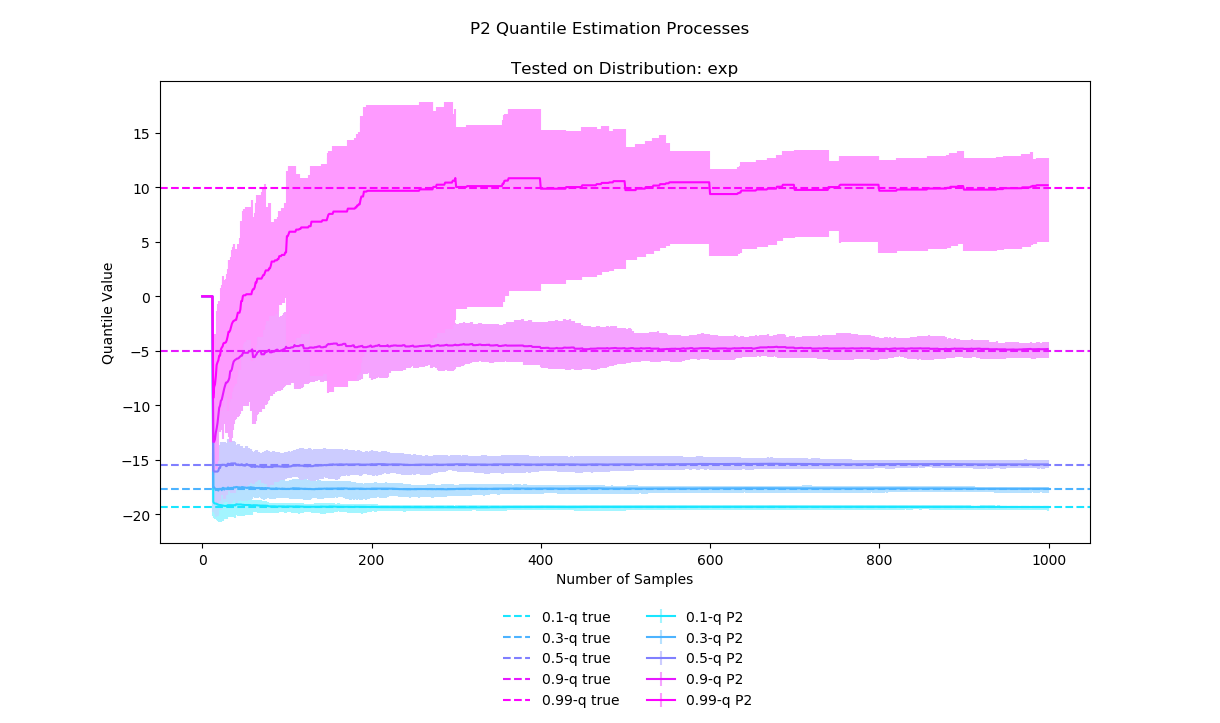 P2 Quantile Estimation Processes
Tested on Distribution: exp
Quantile Value
15
10
5
0
−5
−10
−15
−20
0
200
400
600
800
1000
Number of Samples
0.1-q true
0.3-q true
0.5-q true
0.9-q true
0.99-q true
0.1-q P2
0.3-q P2
0.5-q P2
0.9-q P2
0.99-q P2